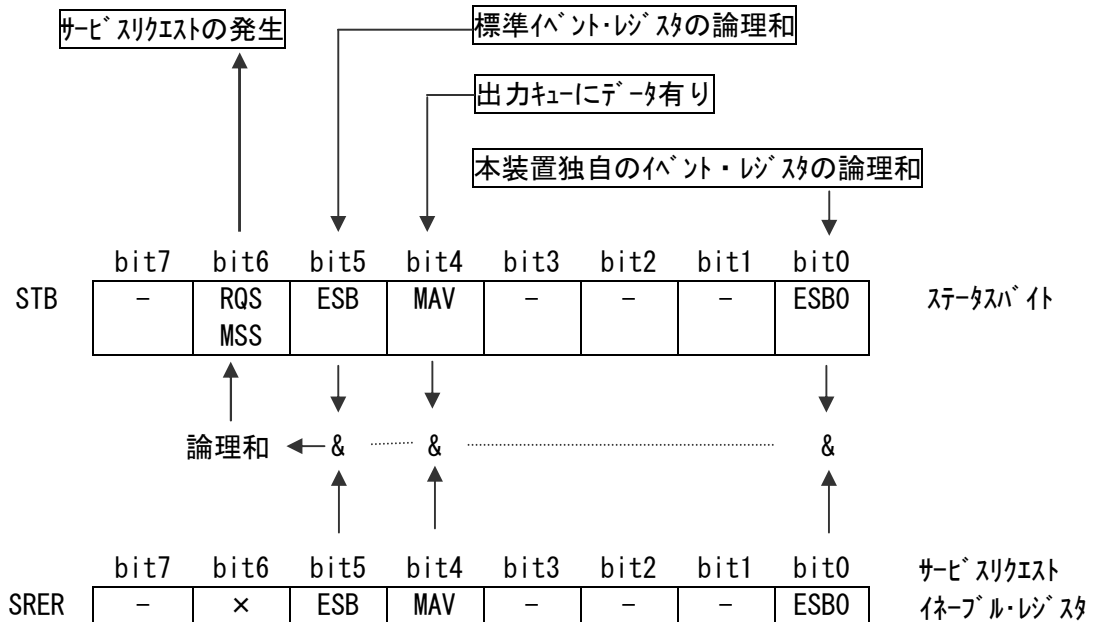 ｻｰﾋﾞｽﾘｸｴｽﾄの発生
標準ｲﾍﾞﾝﾄ･ﾚｼﾞｽﾀの論理和
出力ｷｭｰにﾃﾞｰﾀ有り
本装置独自のｲﾍﾞﾝﾄ・ﾚｼﾞｽﾀの論理和
bit7 bit6 bit5 bit4 bit3 bit2 bit1 bit0
STB － RQS ESB MAV － － － ESB0 ｽﾃｰﾀｽﾊﾞｲﾄ
MSS
論理和 & & &
bit7 bit6 bit5 bit4 bit3 bit2 bit1 bit0 ｻｰﾋﾞｽﾘｸｴｽﾄ
SRER － × ESB MAV － － － ESB0 ｲﾈｰﾌﾞﾙ･ﾚｼﾞｽﾀ